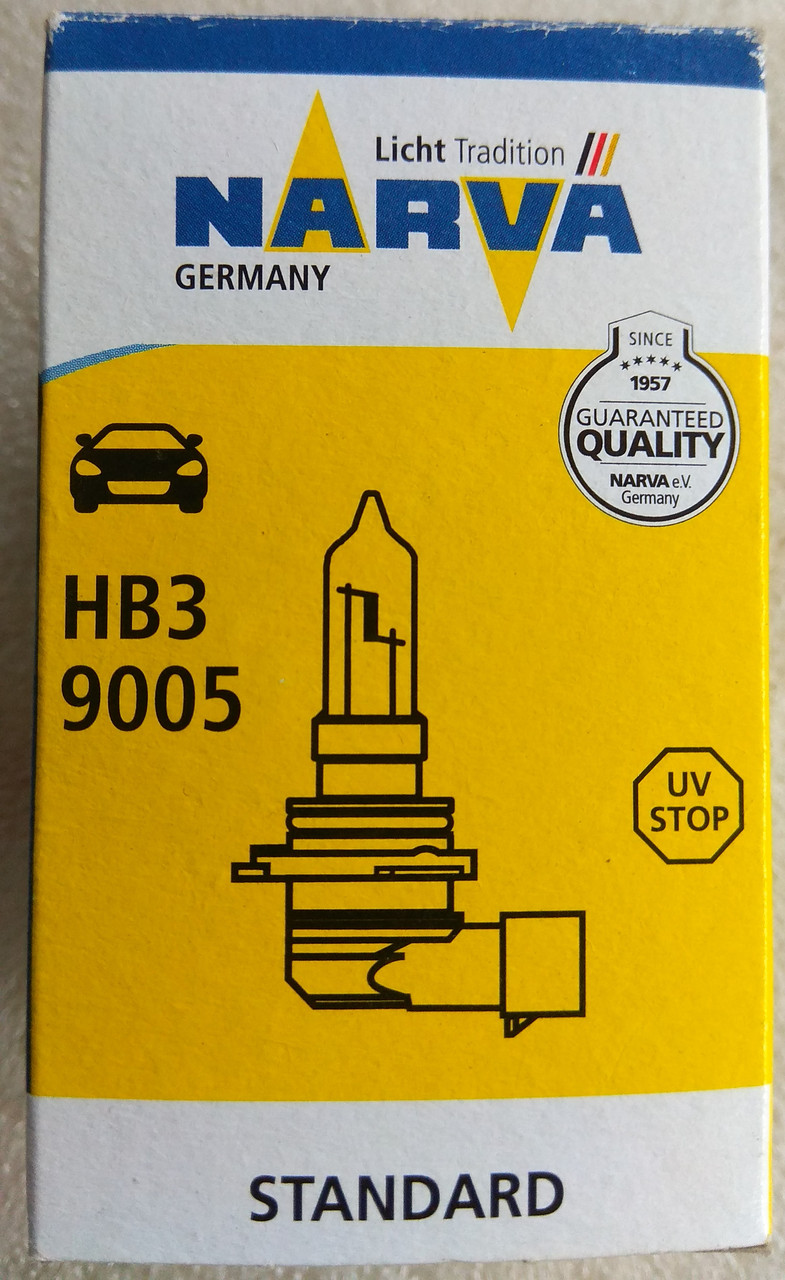 Licht Tradition
NARVA
GERMANY
SINCE
1957
GUARANTEED
QUALITY
NARVA e.V.
Germany
HB3
9005
UV
STOP
STANDARD